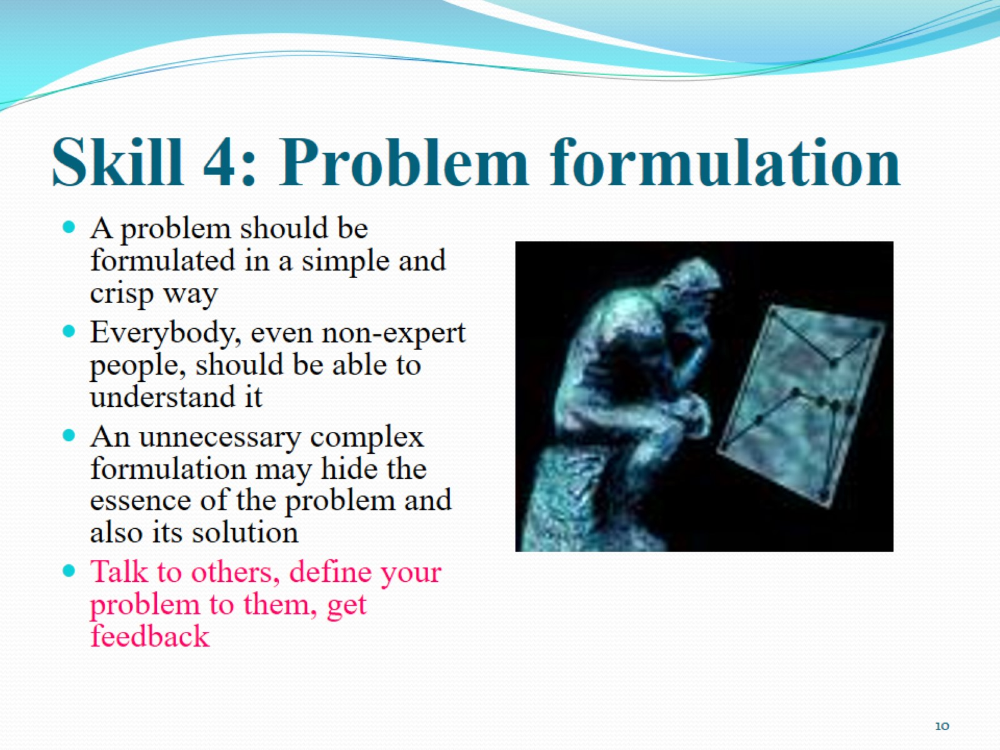 Skill 4: Problem formulation
A problem should be
formulated in a simple and
crisp way
Everybody, even non-expert
people, should be able to
understand it
An unnecessary complex
formulation may hide the
essence of the problem and
also its solution
Talk to others, define your
problem to them, get
feedback
10